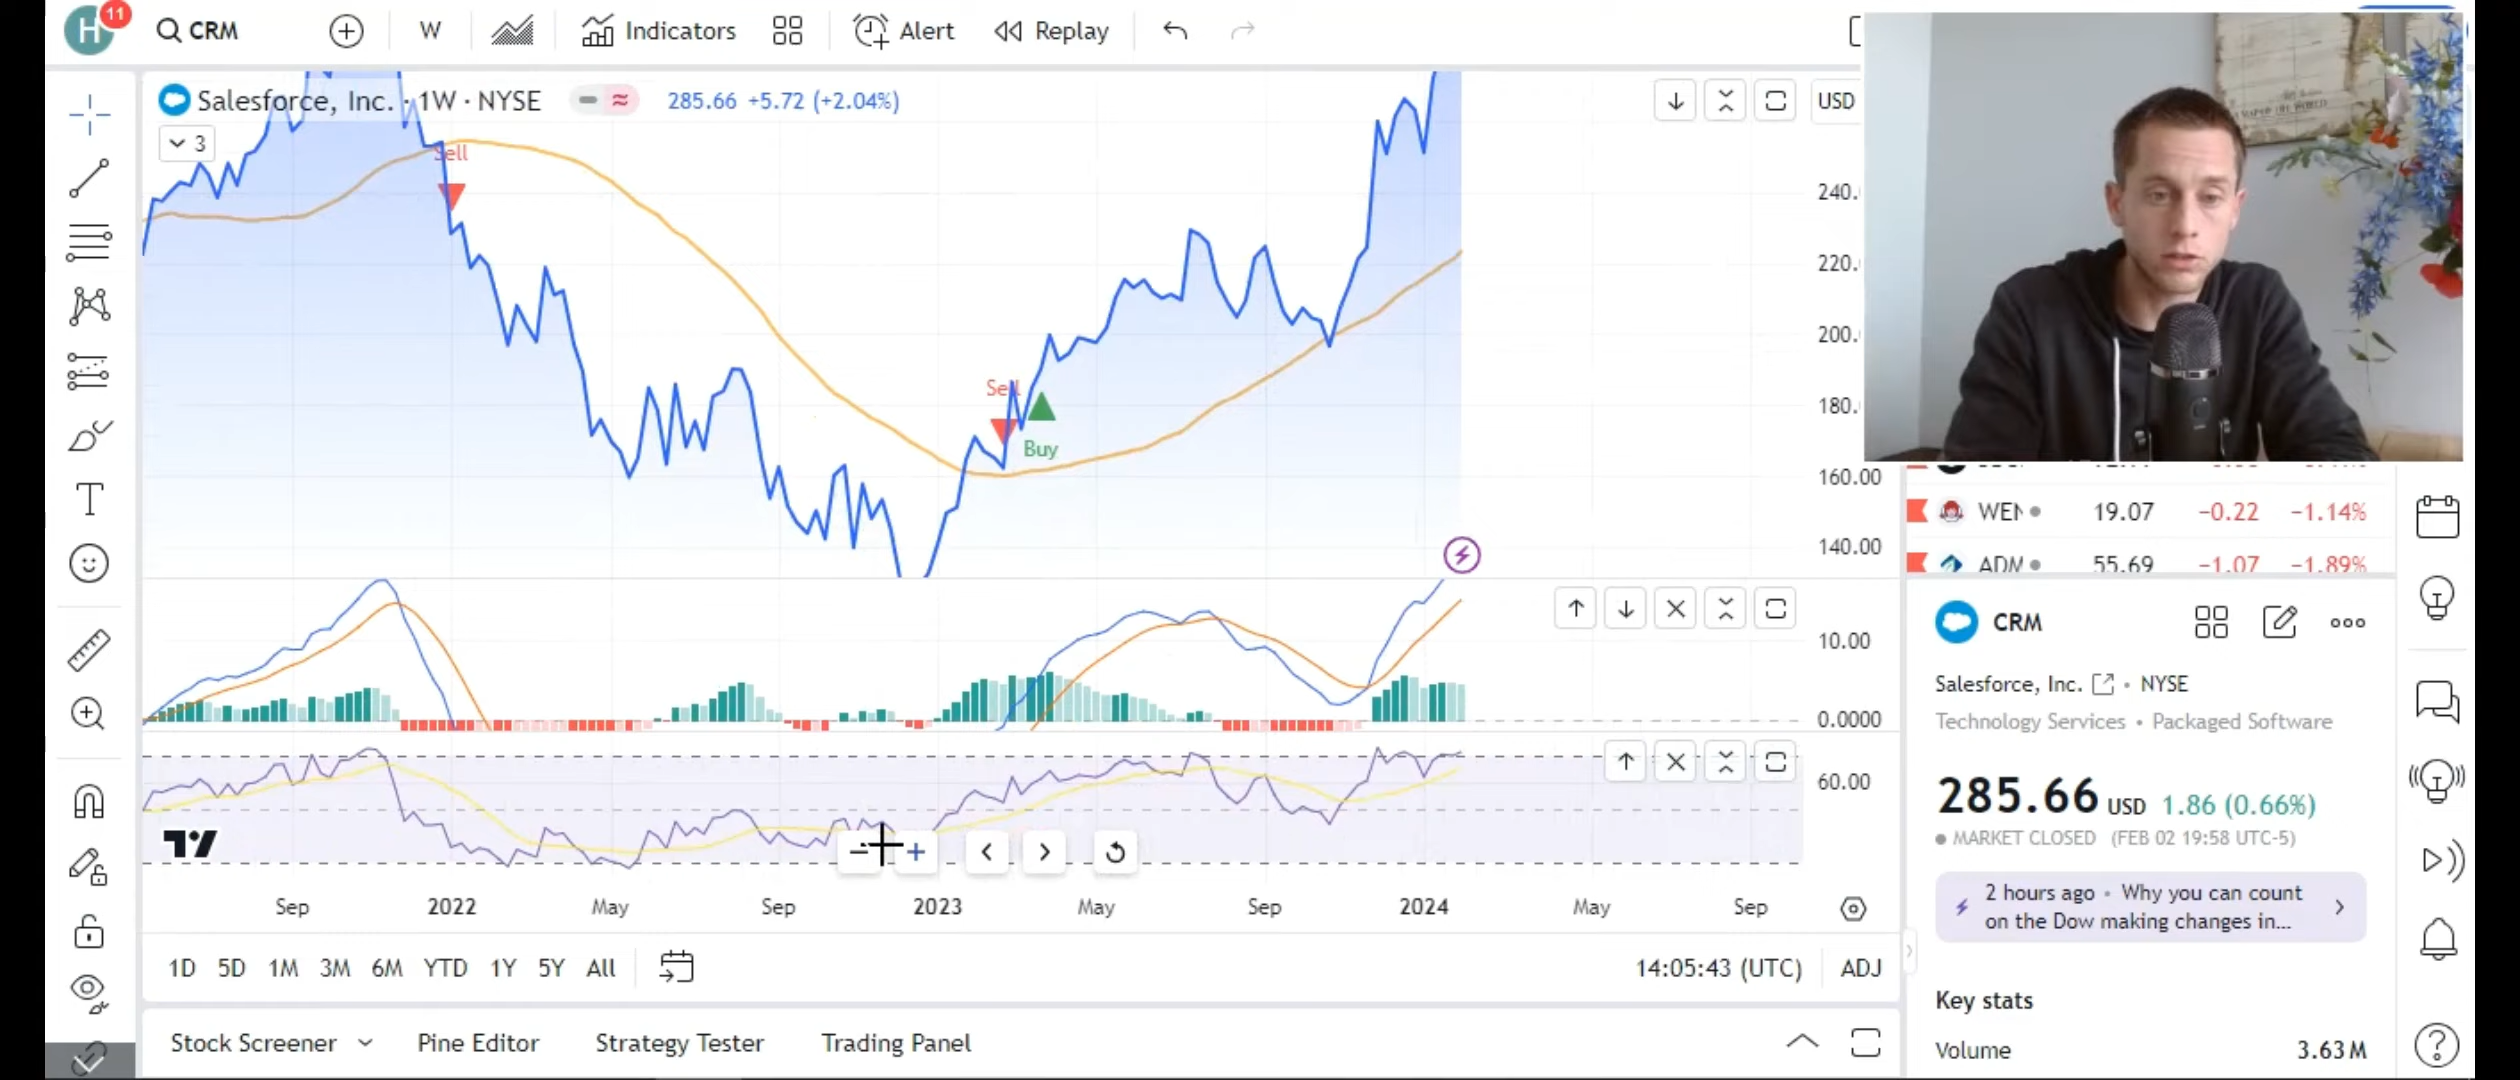 H 11
CRM
W
Indicators
Alert
Replay
Salesforce, Inc. · 1W · NYSE
285.66 +5.72 (+2.04%)
USD
3
Sell
240.
220.
200.
Sell
180.
Buy
160.00
140.00
10.00
0.0000
60.00
Sep 2022 May Sep 2023 May Sep 2024 May Sep
1D 5D 1M 3M 6M YTD 1Y 5Y All
14:05:43 (UTC) ADJ
Stock Screener Pine Editor Strategy Tester Trading Panel
WEN 19.07 −0.22 −1.14%
ADM 55.69 −1.07 −1.89%
CRM
Salesforce, Inc. • NYSE
Technology Services • Packaged Software
285.66 USD 1.86 (0.66%)
MARKET CLOSED (FEB 02 19:58 UTC-5)
2 hours ago • Why you can count
on the Dow making changes in...
Key stats
Volume 3.63M